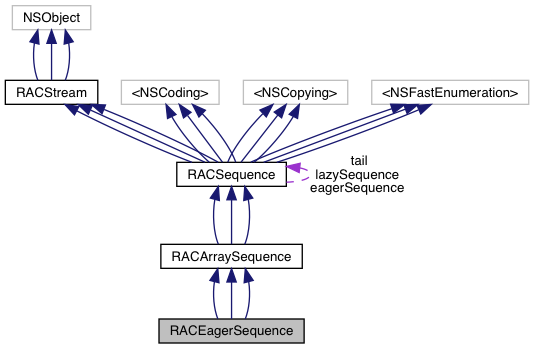 NSObject
RACStream
<NSCoding>
<NSCopying>
<NSFastEnumeration>
RACSequence
tail
lazySequence
eagerSequence
RACArraySequence
RACEagerSequence